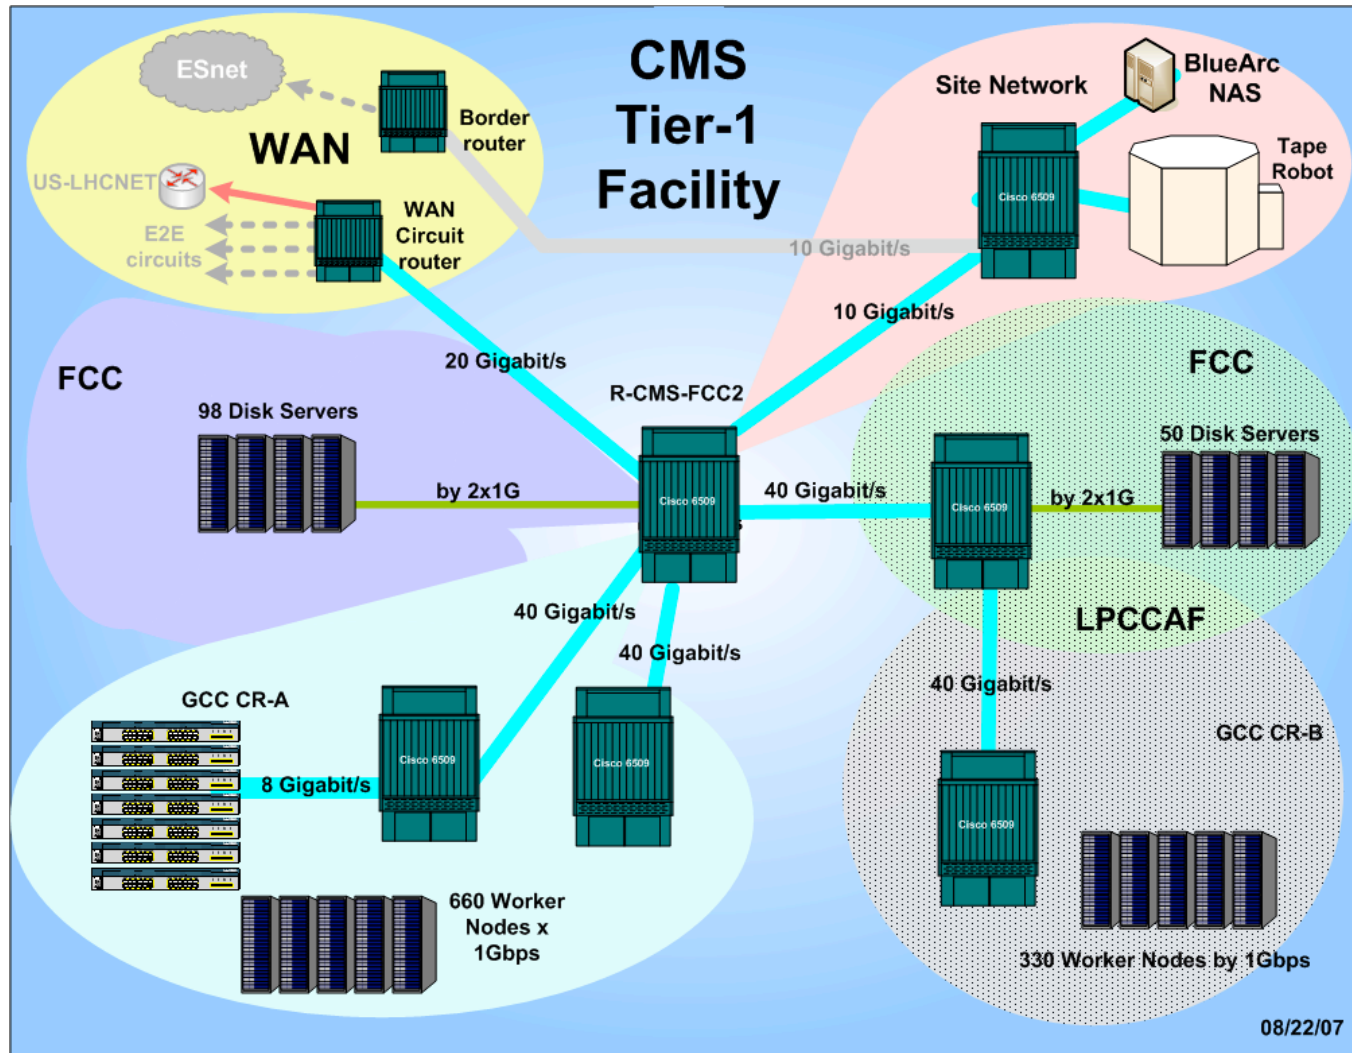 CMS
Tier-1
Facility
ESnet
WAN
Border
router
US-LHCNET
E2E
circuits
WAN
Circuit
router
Site Network
BlueArc
NAS
Tape
Robot
Cisco 6509
10 Gigabit/s
10 Gigabit/s
20 Gigabit/s
FCC
98 Disk Servers
by 2x1G
R-CMS-FCC2
Cisco 6509
40 Gigabit/s
FCC
50 Disk Servers
Cisco 6509
by 2x1G
LPCCAF
40 Gigabit/s
40 Gigabit/s
40 Gigabit/s
GCC CR-A
8 Gigabit/s
Cisco 6509
Cisco 6509
660 Worker
Nodes x
1Gbps
GCC CR-B
Cisco 6509
330 Worker Nodes by 1Gbps
08/22/07